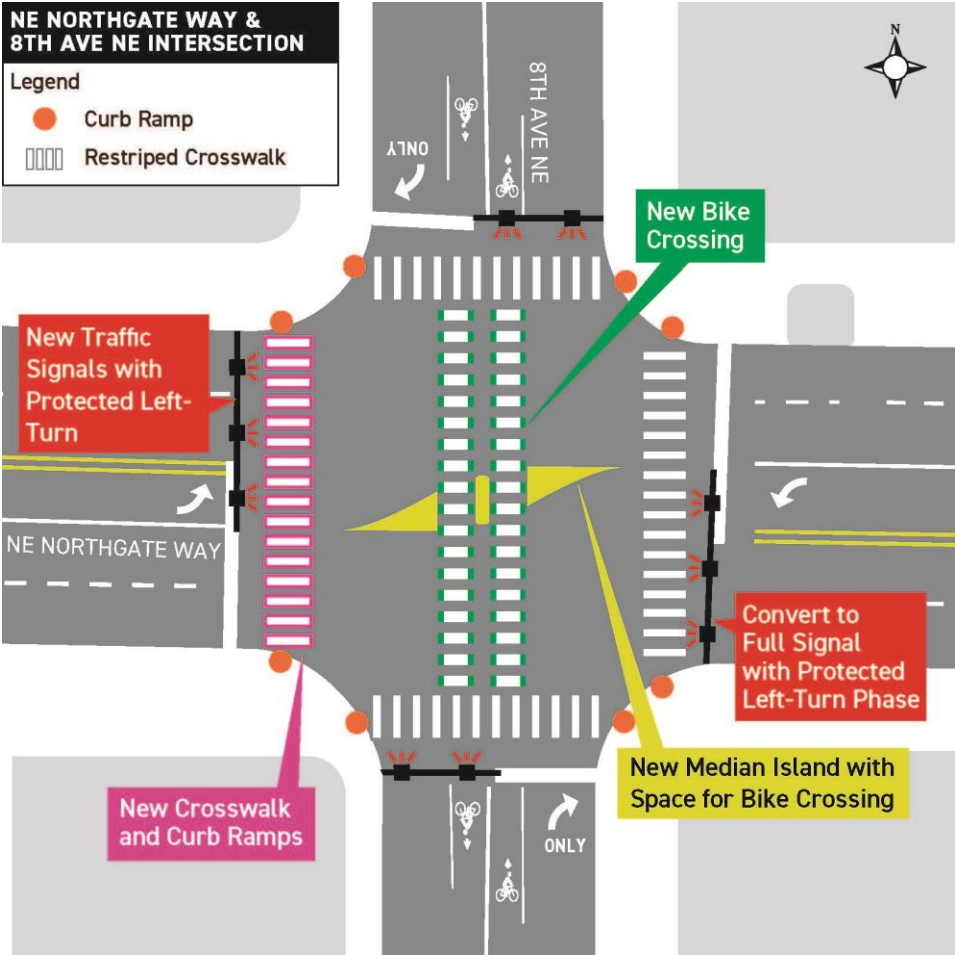 NE NORTHGATE WAY &
8TH AVE NE INTERSECTION
Legend
Curb Ramp
Restriped Crosswalk
N
8TH AVE NE
ONLY
New Bike
Crossing
New Traffic
Signals with
Protected Left-
Turn
NE NORTHGATE WAY
Convert to
Full Signal
with Protected
Left-Turn Phase
New Median Island with
Space for Bike Crossing
New Crosswalk
and Curb Ramps
ONLY